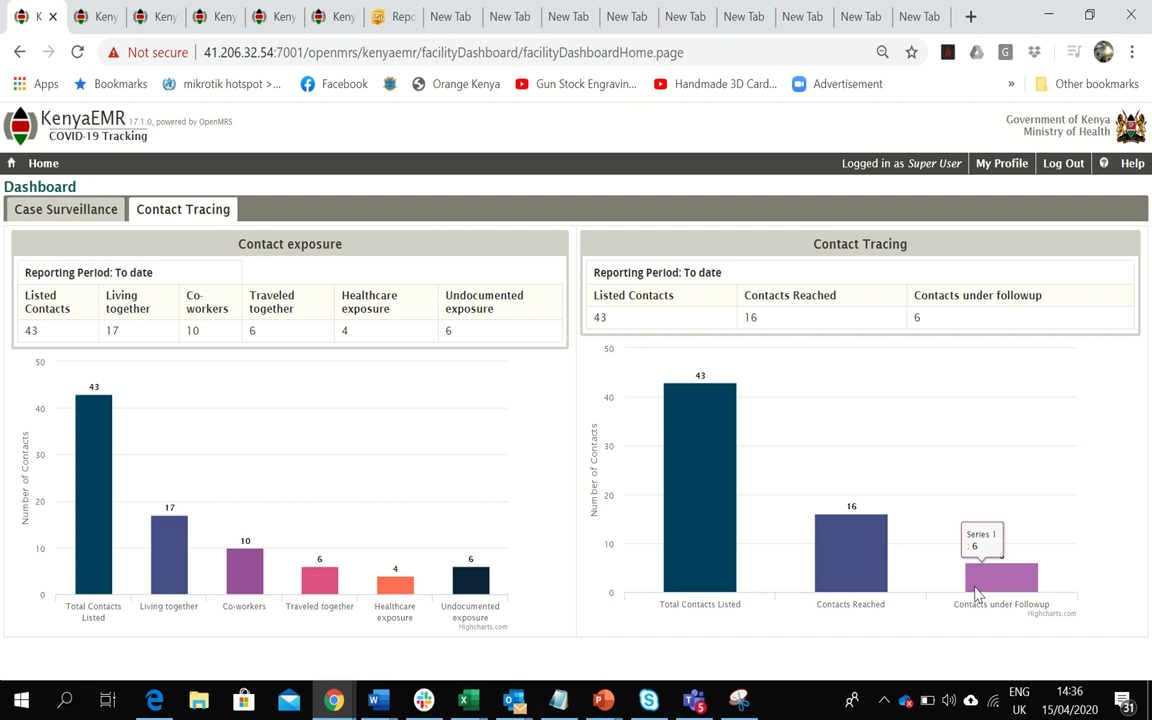 K
Keny
Keny
Keny
Keny
Keny
Repo
New Tab
New Tab
New Tab
New Tab
New Tab
New Tab
New Tab
New Tab
New Tab
Not secure
41.206.32.54:7001/openmrs/kenyaemr/facilityDashboard/facilityDashboardHome.page
Apps
Bookmarks
mikrotik hotspot >...
Facebook
Orange Kenya
Gun Stock Engravin...
Handmade 3D Card...
Advertisement
»
Other bookmarks
KenyaEMR 17.1.0, powered by OpenMRS
COVID-19 Tracking
Government of Kenya
Ministry of Health
Home
Logged in as Super User
My Profile
Log Out
Help
Dashboard
Case Surveillance
Contact Tracing
Contact exposure
Reporting Period: To date
Listed Contacts
Living together
Co-workers
Traveled together
Healthcare exposure
Undocumented exposure
43
17
10
6
4
6
50
40
30
20
10
0
Number of Contacts
43
17
10
6
4
6
Total Contacts Listed
Living together
Co-workers
Traveled together
Healthcare exposure
Undocumented exposure
Highcharts.com
Contact Tracing
Reporting Period: To date
Listed Contacts
Contacts Reached
Contacts under followup
43
16
6
50
40
30
20
10
0
Number of Contacts
43
16
Series 1
: 6
Total Contacts Listed
Contacts Reached
Contacts under Followup
Highcharts.com
ENG
UK
14:36
15/04/2020
31
5